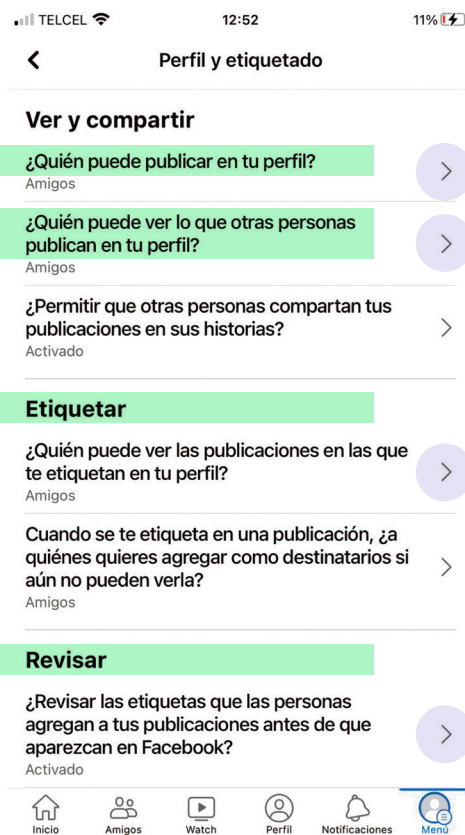 TELCEL 12:52 11%
Perfil y etiquetado
Ver y compartir
¿Quién puede publicar en tu perfil?
Amigos
¿Quién puede ver lo que otras personas
publican en tu perfil?
Amigos
¿Permitir que otras personas compartan tus
publicaciones en sus historias?
Activado
Etiquetar
¿Quién puede ver las publicaciones en las que
te etiquetan en tu perfil?
Amigos
Cuando se te etiqueta en una publicación, ¿a
quiénes quieres agregar como destinatarios si
aún no pueden verla?
Amigos
Revisar
¿Revisar las etiquetas que las personas
agregan a tus publicaciones antes de que
aparezcan en Facebook?
Activado
Inicio Amigos Watch Perfil Notificaciones Menú